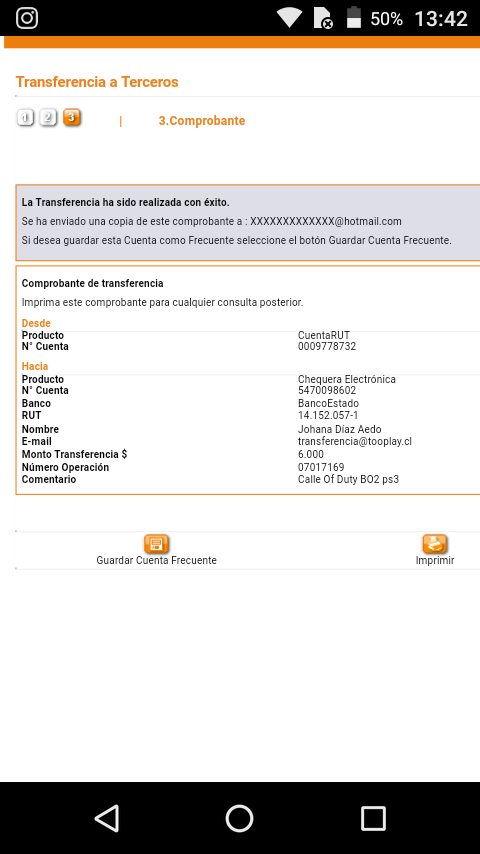 50% 13:42
Transferencia a Terceros
1 2 3 | 3.Comprobante
La Transferencia ha sido realizada con éxito.
Se ha enviado una copia de este comprobante a : XXXXXXXXXXXXX@hotmail.com
Si desea guardar esta Cuenta como Frecuente seleccione el botón Guardar Cuenta Frecuente.
Comprobante de transferencia
Imprima este comprobante para cualquier consulta posterior.
Desde
Producto CuentaRUT
N° Cuenta 0009778732
Hacia
Producto Chequera Electrónica
N° Cuenta 5470098602
Banco BancoEstado
RUT 14.152.057-1
Nombre Johana Díaz Aedo
E-mail transferencia@tooplay.cl
Monto Transferencia $ 6.000
Número Operación 07017169
Comentario Calle Of Duty BO2 ps3
Guardar Cuenta Frecuente Imprimir